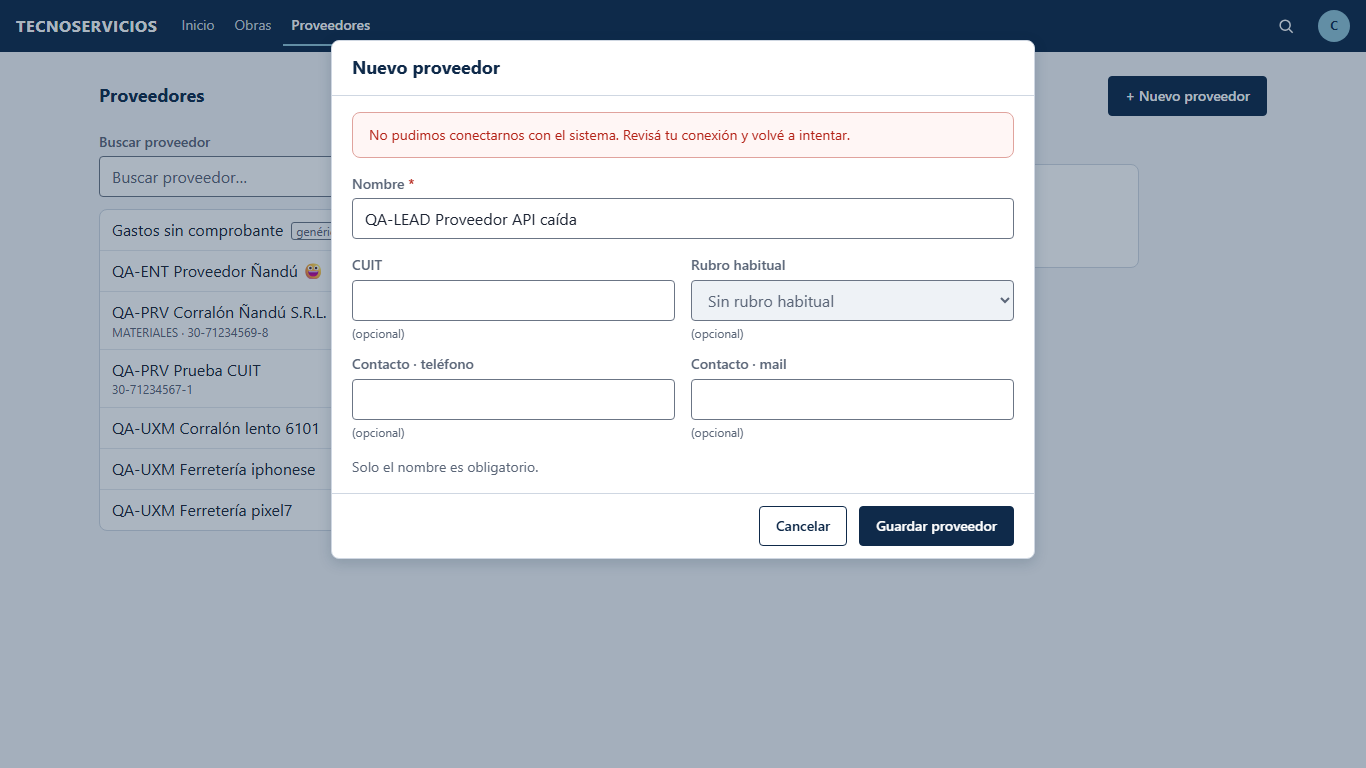 TECNOSERVICIOS Inicio Obras Proveedores C
Nuevo proveedor
Proveedores
+ Nuevo proveedor
No pudimos conectarnos con el sistema. Revisá tu conexión y volvé a intentar.
Buscar proveedor
Buscar proveedor...
Nombre *
QA-LEAD Proveedor API caída
Gastos sin comprobante
QA-ENT Proveedor Ñandú 😀
CUIT
Rubro habitual
Sin rubro habitual
(opcional)
(opcional)
QA-PRV Corralón Ñandú S.R.L.
MATERIALES · 30-71234569-8
Contacto · teléfono
Contacto · mail
(opcional)
(opcional)
QA-PRV Prueba CUIT
30-71234567-1
QA-UXM Corralón lento 6101
QA-UXM Ferretería iphonese
QA-UXM Ferretería pixel7
Solo el nombre es obligatorio.
Cancelar
Guardar proveedor